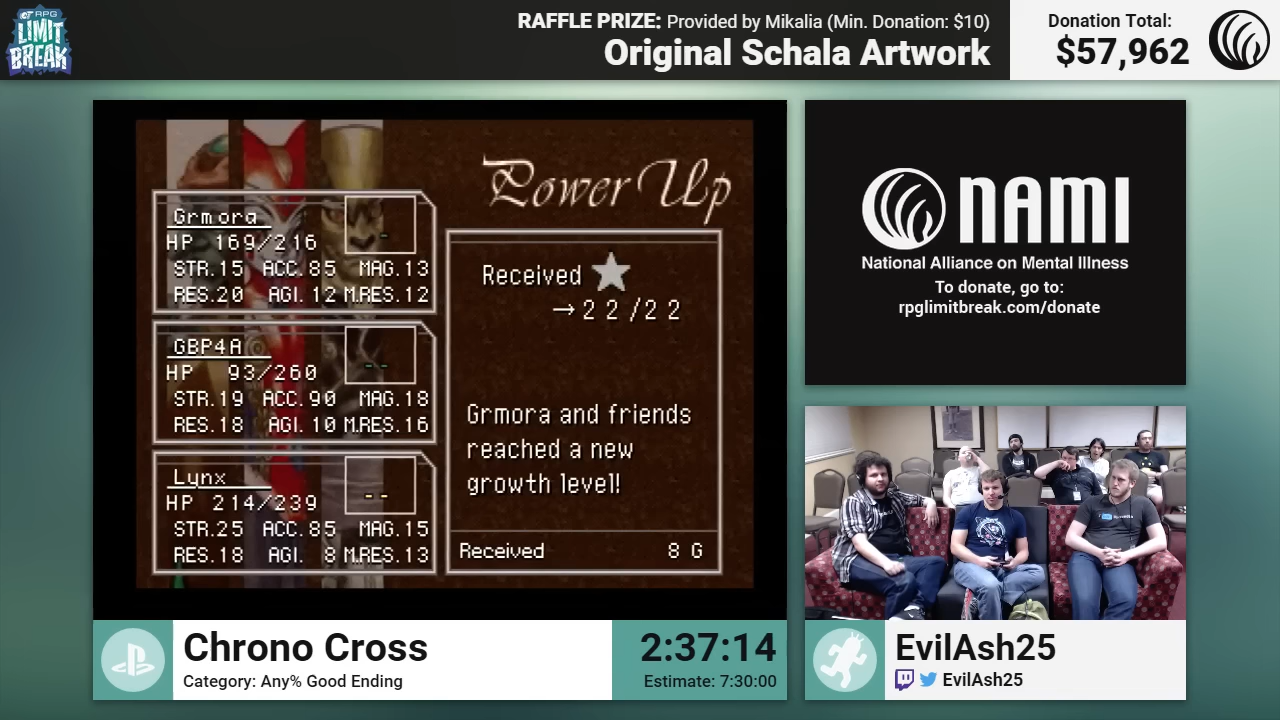 RPG
LIMIT
BREAK
RAFFLE PRIZE: Provided by Mikalia (Min. Donation: $10)
Original Schala Artwork
Donation Total:
$57,962
Power Up
Grmora
HP 169/216
STR.15 ACC.85 MAG.13
RES.20 AGI.12 M.RES.12
GBP4A
HP 93/260
STR.19 ACC.90 MAG.18
RES.18 AGI.10 M.RES.16
Lynx
HP 214/239
STR.25 ACC.85 MAG.15
RES.18 AGI. 8 M.RES.13
Received ★
→22/22
Grmora and friends
reached a new
growth level!
Received 8 G
NAMI
National Alliance on Mental Illness
To donate, go to:
rpglimitbreak.com/donate
Chrono Cross
Category: Any% Good Ending
2:37:14
Estimate: 7:30:00
EvilAsh25
EvilAsh25